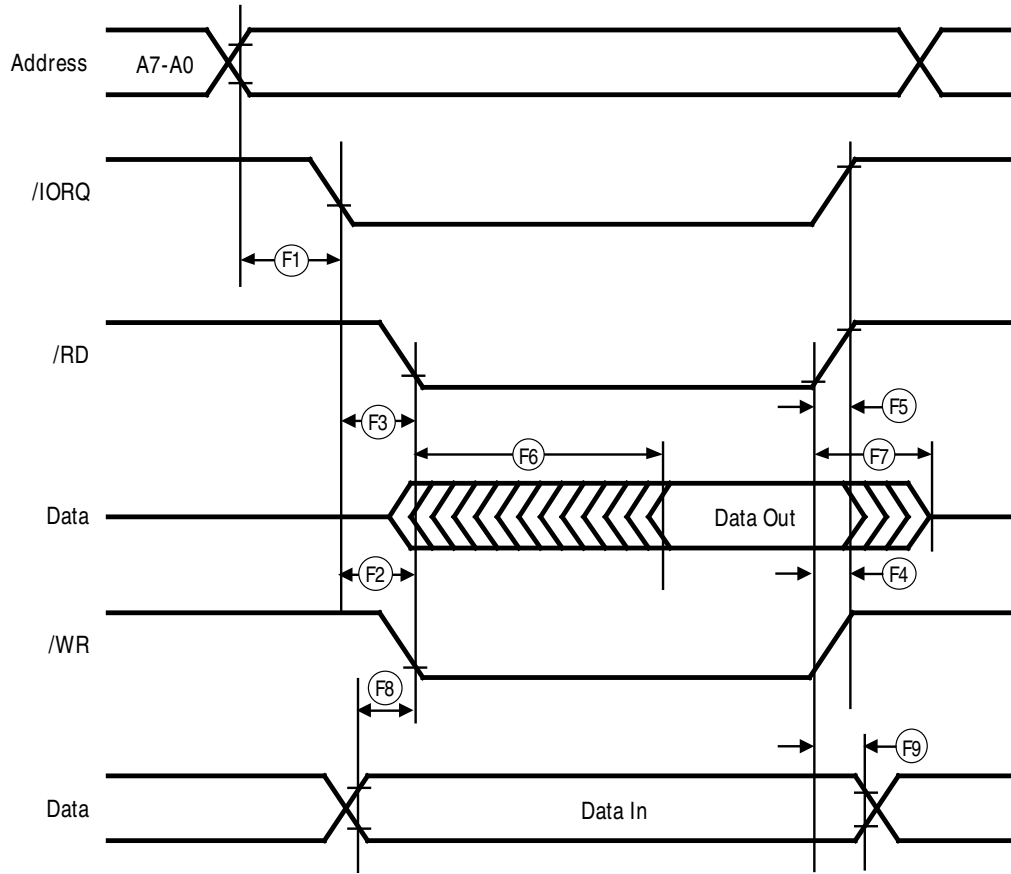 Address A7-A0
/IORQ
F1
/RD
F3 F5
F6 F7
Data Data Out
F2 F4
/WR
F8
F9
Data Data In